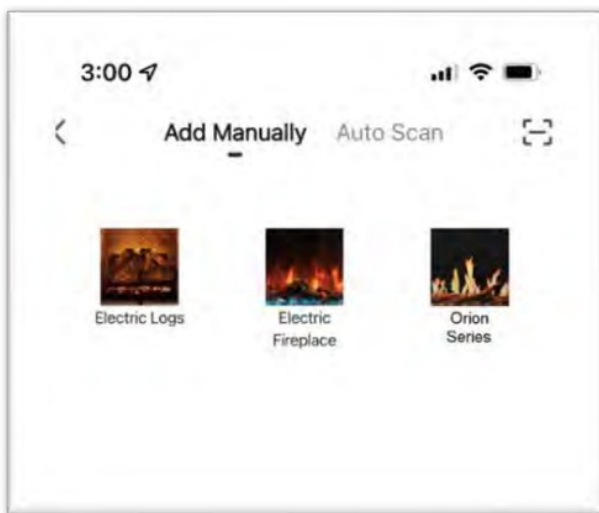 3:00
Add Manually Auto Scan
Electric Logs
Electric
Fireplace
Orion
Series